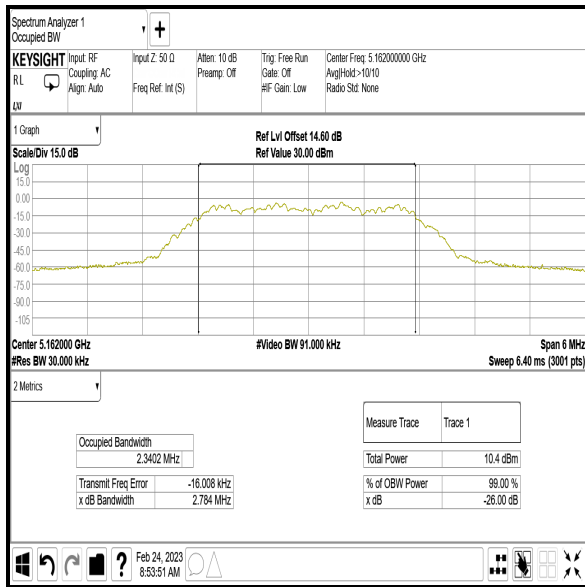 Spectrum Analyzer 1
Occupied BW
KEYSIGHT
RL
LXI
Input: RF
Coupling: AC
Align: Auto
Input Z: 50 Ω
Freq Ref: Int (S)
Atten: 10 dB
Preamp: Off
Trig: Free Run
Gate: Off
#IF Gain: Low
Center Freq: 5.162000000 GHz
Avg|Hold:>10/10
Radio Std: None
1 Graph
Scale/Div 15.0 dB
Ref Lvl Offset 14.60 dB
Ref Value 30.00 dBm
Log
15.0
0.00
-15.0
-30.0
-45.0
-60.0
-75.0
-90.0
-105
Center 5.162000 GHz
#Video BW 91.000 kHz
Span 6 MHz
#Res BW 30.000 kHz
Sweep 6.40 ms (3001 pts)
2 Metrics
Occupied Bandwidth
2.3402 MHz
Transmit Freq Error -16.008 kHz
x dB Bandwidth 2.784 MHz
Measure Trace Trace 1
Total Power 10.4 dBm
% of OBW Power 99.00 %
x dB -26.00 dB
Feb 24, 2023
8:53:51 AM